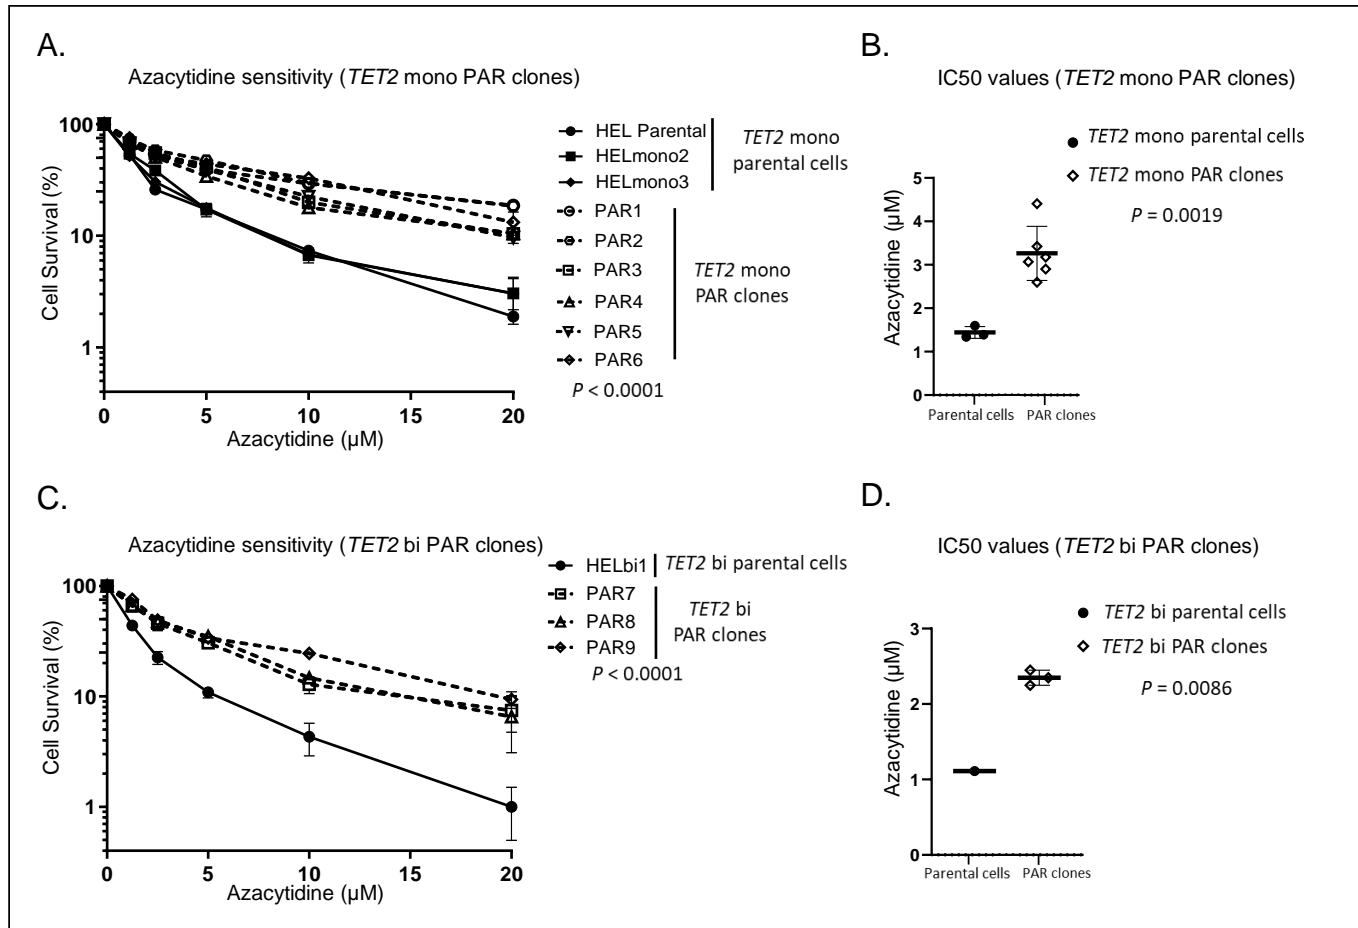 A.
Azacytidine sensitivity (TET2 mono PAR clones)
Cell Survival (%)
100
10
1
0
5
10
15
20
Azacytidine (µM)
HEL Parental
HELmono2
HELmono3
TET2 mono
parental cells
PAR1
PAR2
PAR3
PAR4
PAR5
PAR6
TET2 mono
PAR clones
P < 0.0001
B.
IC50 values (TET2 mono PAR clones)
TET2 mono parental cells
TET2 mono PAR clones
P = 0.0019
Azacytidine (µM)
5
4
3
2
1
0
Parental cells
PAR clones
C.
Azacytidine sensitivity (TET2 bi PAR clones)
Cell Survival (%)
100
10
1
0
5
10
15
20
Azacytidine (µM)
HELbi1
TET2 bi parental cells
PAR7
PAR8
PAR9
TET2 bi
PAR clones
P < 0.0001
D.
IC50 values (TET2 bi PAR clones)
TET2 bi parental cells
TET2 bi PAR clones
P = 0.0086
Azacytidine (µM)
3
2
1
0
Parental cells
PAR clones